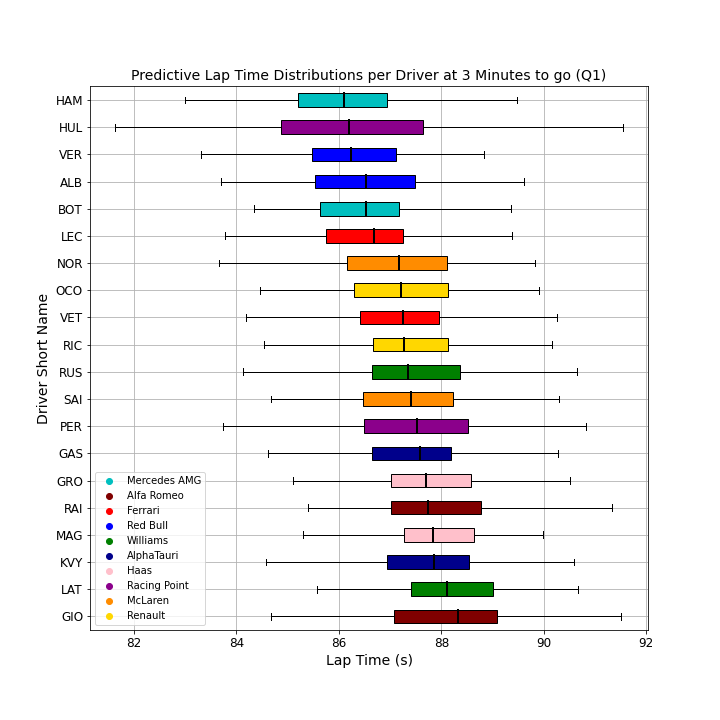 Predictive Lap Time Distributions per Driver at 3 Minutes to go (Q1)
Driver Short Name
HAM
HUL
VER
ALB
BOT
LEC
NOR
OCO
VET
RIC
RUS
SAI
PER
GAS
GRO
RAI
MAG
KVY
LAT
GIO
Mercedes AMG
Alfa Romeo
Ferrari
Red Bull
Williams
AlphaTauri
Haas
Racing Point
McLaren
Renault
82 84 86 88 90 92
Lap Time (s)